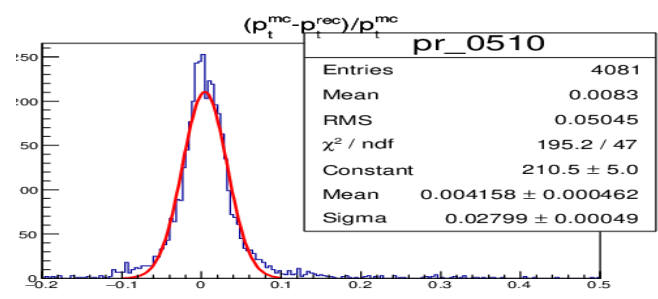 (p_t^mc-p_t^rec)/p_t^mc
pr_0510
Entries 4081
Mean 0.0083
RMS 0.05045
χ² / ndf 195.2 / 47
Constant 210.5 ± 5.0
Mean 0.004158 ± 0.000462
Sigma 0.02799 ± 0.00049
50
00
50
00
50
0
−0.2 −0.1 0 0.1 0.2 0.3 0.4 0.5